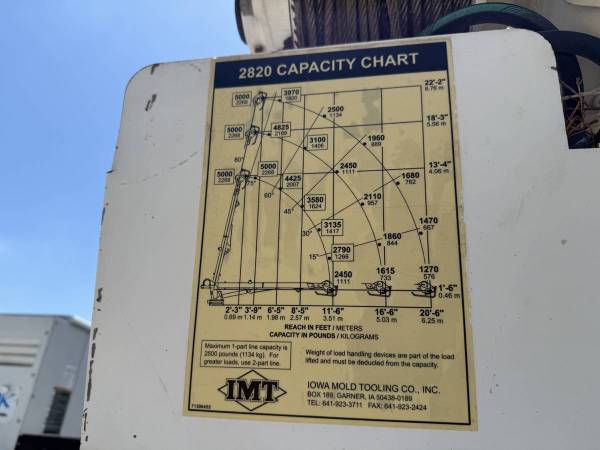 2820 CAPACITY CHART
22'-2"
6.76 m
5000
2268
3970
1800
2500
1134
18'-3"
5.56 m
5000
2268
4825
2189
3100
1406
1960
889
80°
13'-4"
4.06 m
5000
2268
5000
2268
75°
4425
2007
60°
2450
1111
1680
762
45°
3580
1624
2110
957
30°
3135
1417
1470
667
15°
2790
1266
1860
844
2450
1111
1615
733
1270
576
1'-6"
0.46 m
2'-3" 3'-9" 6'-5" 8'-5" 11'-6" 16'-6" 20'-6"
0.69 m 1.14 m 1.96 m 2.57 m 3.51 m 5.03 m 6.25 m
REACH IN FEET / METERS
CAPACITY IN POUNDS / KILOGRAMS
Maximum 1-part line capacity is
2500 pounds (1134 kg). For
greater loads, use 2-part line.
Weight of load handling devices are part of the load
lifted and must be deducted from the capacity.
IMT
IOWA MOLD TOOLING CO., INC.
BOX 189, GARNER, IA 50438-0189
TEL: 641-923-3711 FAX: 641-923-2424